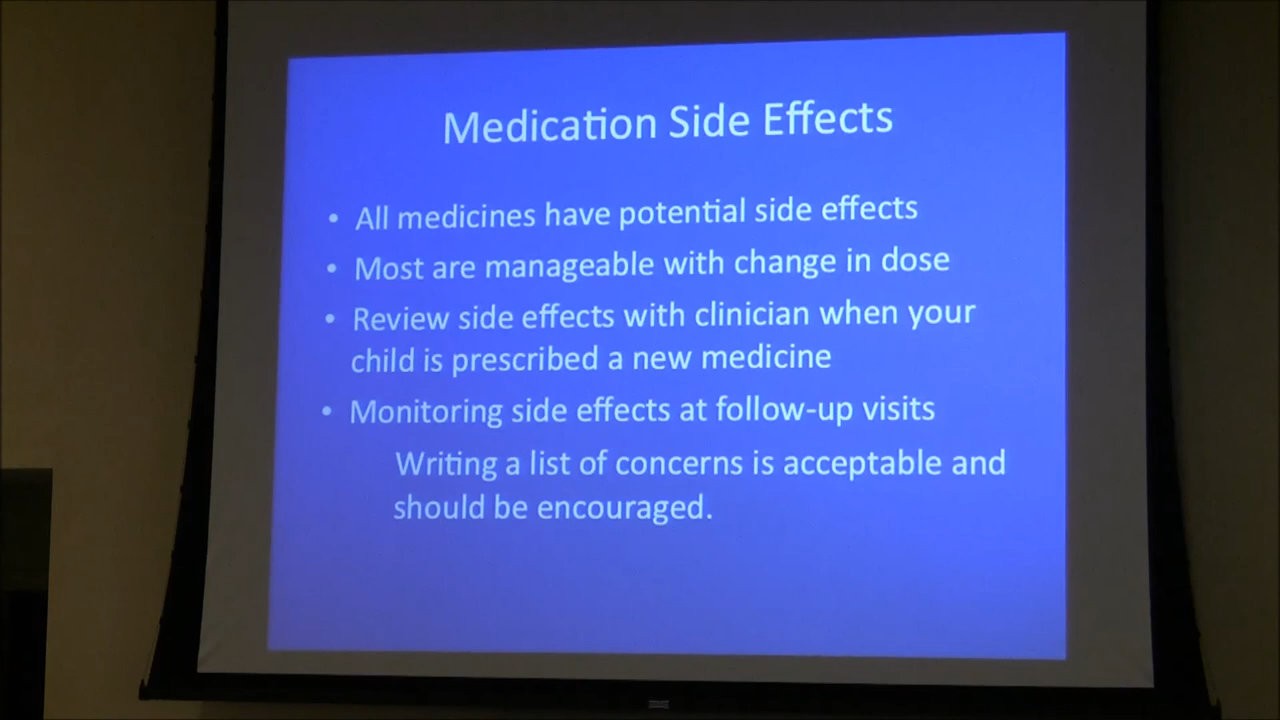 Medication Side Effects
• All medicines have potential side effects
• Most are manageable with change in dose
• Review side effects with clinician when your
child is prescribed a new medicine
• Monitoring side effects at follow-up visits
Writing a list of concerns is acceptable and
should be encouraged.